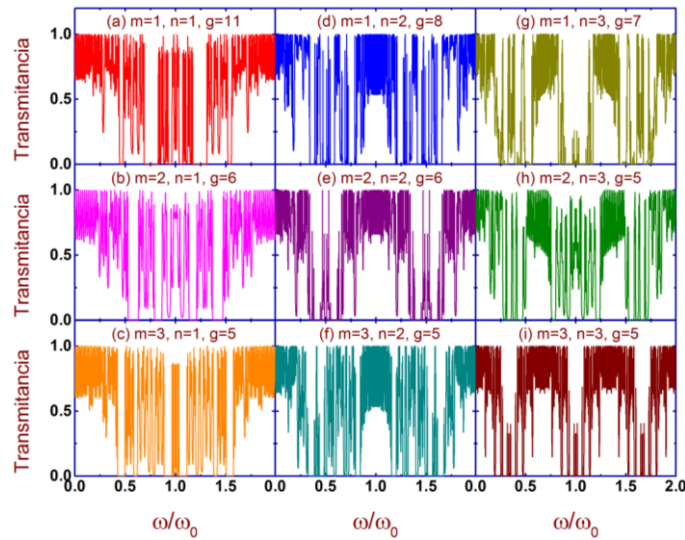 (a) m=1, n=1, g=11
(d) m=1, n=2, g=8
(g) m=1, n=3, g=7
Transmitancia
1.0
0.5
0.0
(b) m=2, n=1, g=6
(e) m=2, n=2, g=6
(h) m=2, n=3, g=5
Transmitancia
1.0
0.5
0.0
(c) m=3, n=1, g=5
(f) m=3, n=2, g=5
(i) m=3, n=3, g=5
Transmitancia
1.0
0.5
0.0
0.0 0.5 1.0 1.5 0.0 0.5 1.0 1.5 0.0 0.5 1.0 1.5 2.0
ω/ω₀ ω/ω₀ ω/ω₀